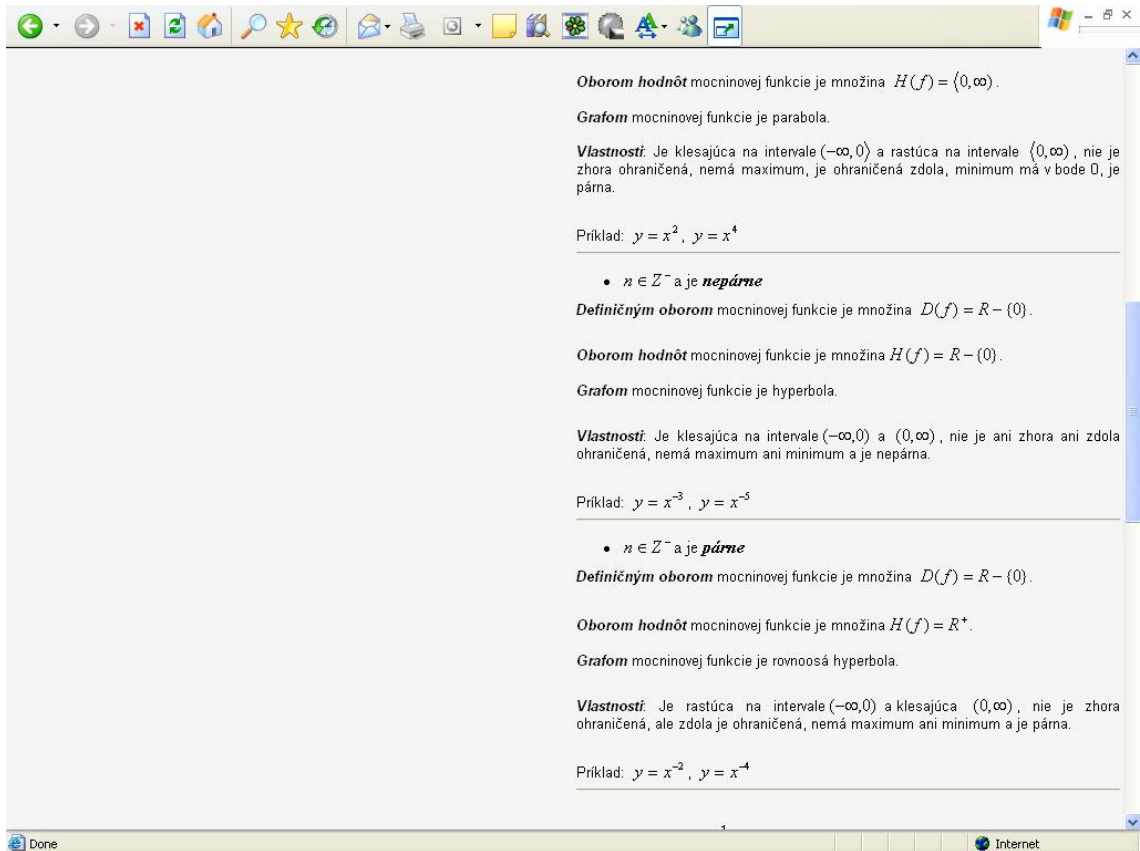 Oborom hodnôt mocninovej funkcie je množina H(f) = ⟨0,∞).
Grafom mocninovej funkcie je parabola.
Vlastnosti: Je klesajúca na intervale (−∞, 0⟩ a rastúca na intervale ⟨0,∞), nie je
zhora ohraničená, nemá maximum, je ohraničená zdola, minimum má v bode 0, je
párna.
Príklad: y = x², y = x⁴
• n ∈ Z⁻ a je nepárne
Definičným oborom mocninovej funkcie je množina D(f) = R − {0}.
Oborom hodnôt mocninovej funkcie je množina H(f) = R − {0}.
Grafom mocninovej funkcie je hyperbola.
Vlastnosti: Je klesajúca na intervale (−∞,0) a (0,∞), nie je ani zhora ani zdola
ohraničená, nemá maximum ani minimum a je nepárna.
Príklad: y = x⁻³, y = x⁻⁵
• n ∈ Z⁻ a je párne
Definičným oborom mocninovej funkcie je množina D(f) = R − {0}.
Oborom hodnôt mocninovej funkcie je množina H(f) = R⁺.
Grafom mocninovej funkcie je rovnoosá hyperbola.
Vlastnosti: Je rastúca na intervale (−∞,0) a klesajúca (0,∞), nie je zhora
ohraničená, ale zdola je ohraničená, nemá maximum ani minimum a je párna.
Príklad: y = x⁻², y = x⁻⁴
Done Internet